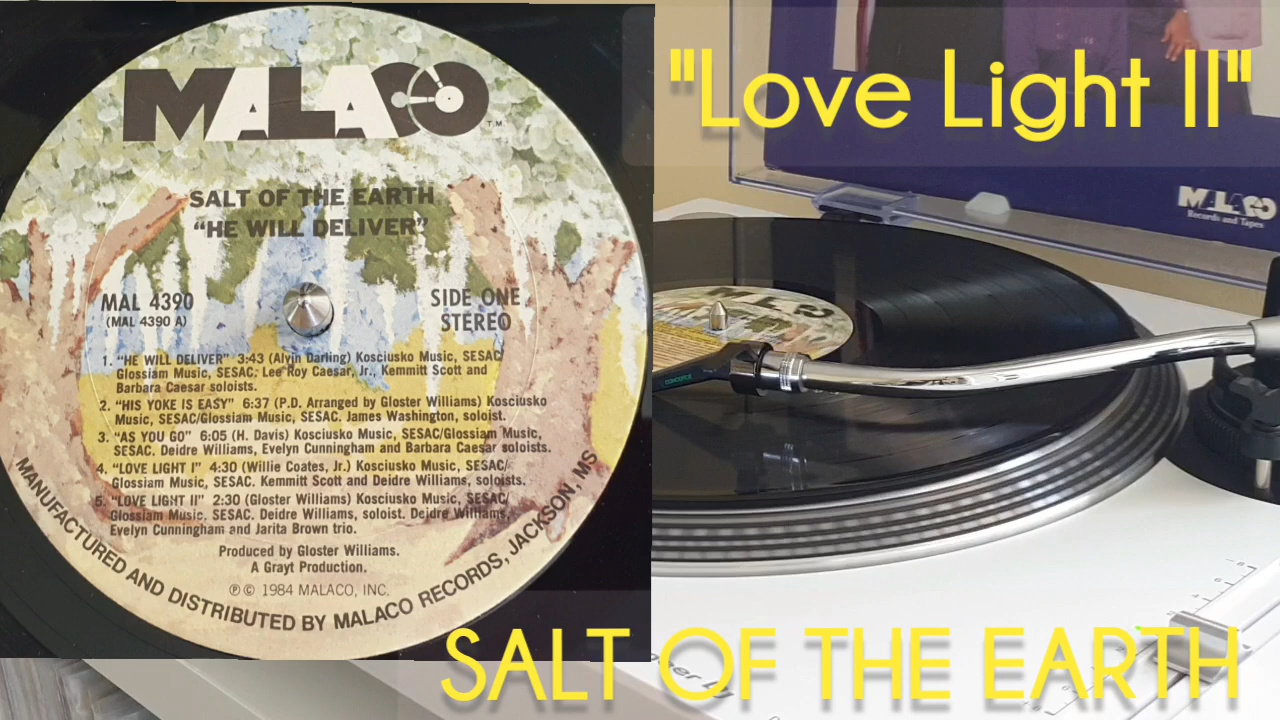 MALACO T.M.
SALT OF THE EARTH
"HE WILL DELIVER"
MAL 4390
(MAL 4390 A)
SIDE ONE
STEREO
1. "HE WILL DELIVER" 3:43 (Alvin Darling) Kosciusko Music, SESAC/
Glossiam Music, SESAC. Lee Roy Caesar, Jr., Kemmitt Scott and
Barbara Caesar soloists.
2. "HIS YOKE IS EASY" 6:37 (P.D. Arranged by Gloster Williams) Kosciusko
Music, SESAC/Glossiam Music, SESAC. James Washington, soloist.
3. "AS YOU GO" 6:05 (H. Davis) Kosciusko Music, SESAC/Glossiam Music,
SESAC. Deidre Williams, Evelyn Cunningham and Barbara Caesar soloists.
4. "LOVE LIGHT I" 4:30 (Willie Coates, Jr.) Kosciusko Music, SESAC/
Glossiam Music, SESAC. Kemmitt Scott and Deidre Williams, soloists.
5. "LOVE LIGHT II" 2:30 (Gloster Williams) Kosciusko Music, SESAC/
Glossiam Music, SESAC. Deidre Williams, soloist. Deidre Williams,
Evelyn Cunningham and Jarita Brown trio.
Produced by Gloster Williams.
A Grayt Production.
℗© 1984 MALACO, INC.
MANUFACTURED AND DISTRIBUTED BY MALACO RECORDS, JACKSON, MS
"Love Light II"
MALACO
Records and Tapes
MALACO
CONCORDE
SALT OF THE EARTH